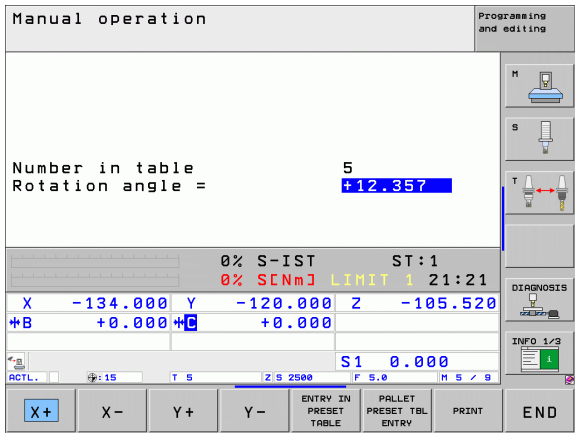 Manual operation
Programming
and editing
M
S
Number in table 5
Rotation angle = +12.357
T
0% S-IST ST:1
0% S[Nm] LIMIT 1 21:21
DIAGNOSIS
X -134.000 Y -120.000 Z -105.520
B +0.000 C +0.000
INFO 1/3
S1 0.000
ACTL. :15 T 5 Z S 2500 F 5.0 M 5 / 9
X+ X- Y+ Y- ENTRY IN PRESET TABLE PALLET PRESET TBL ENTRY PRINT END